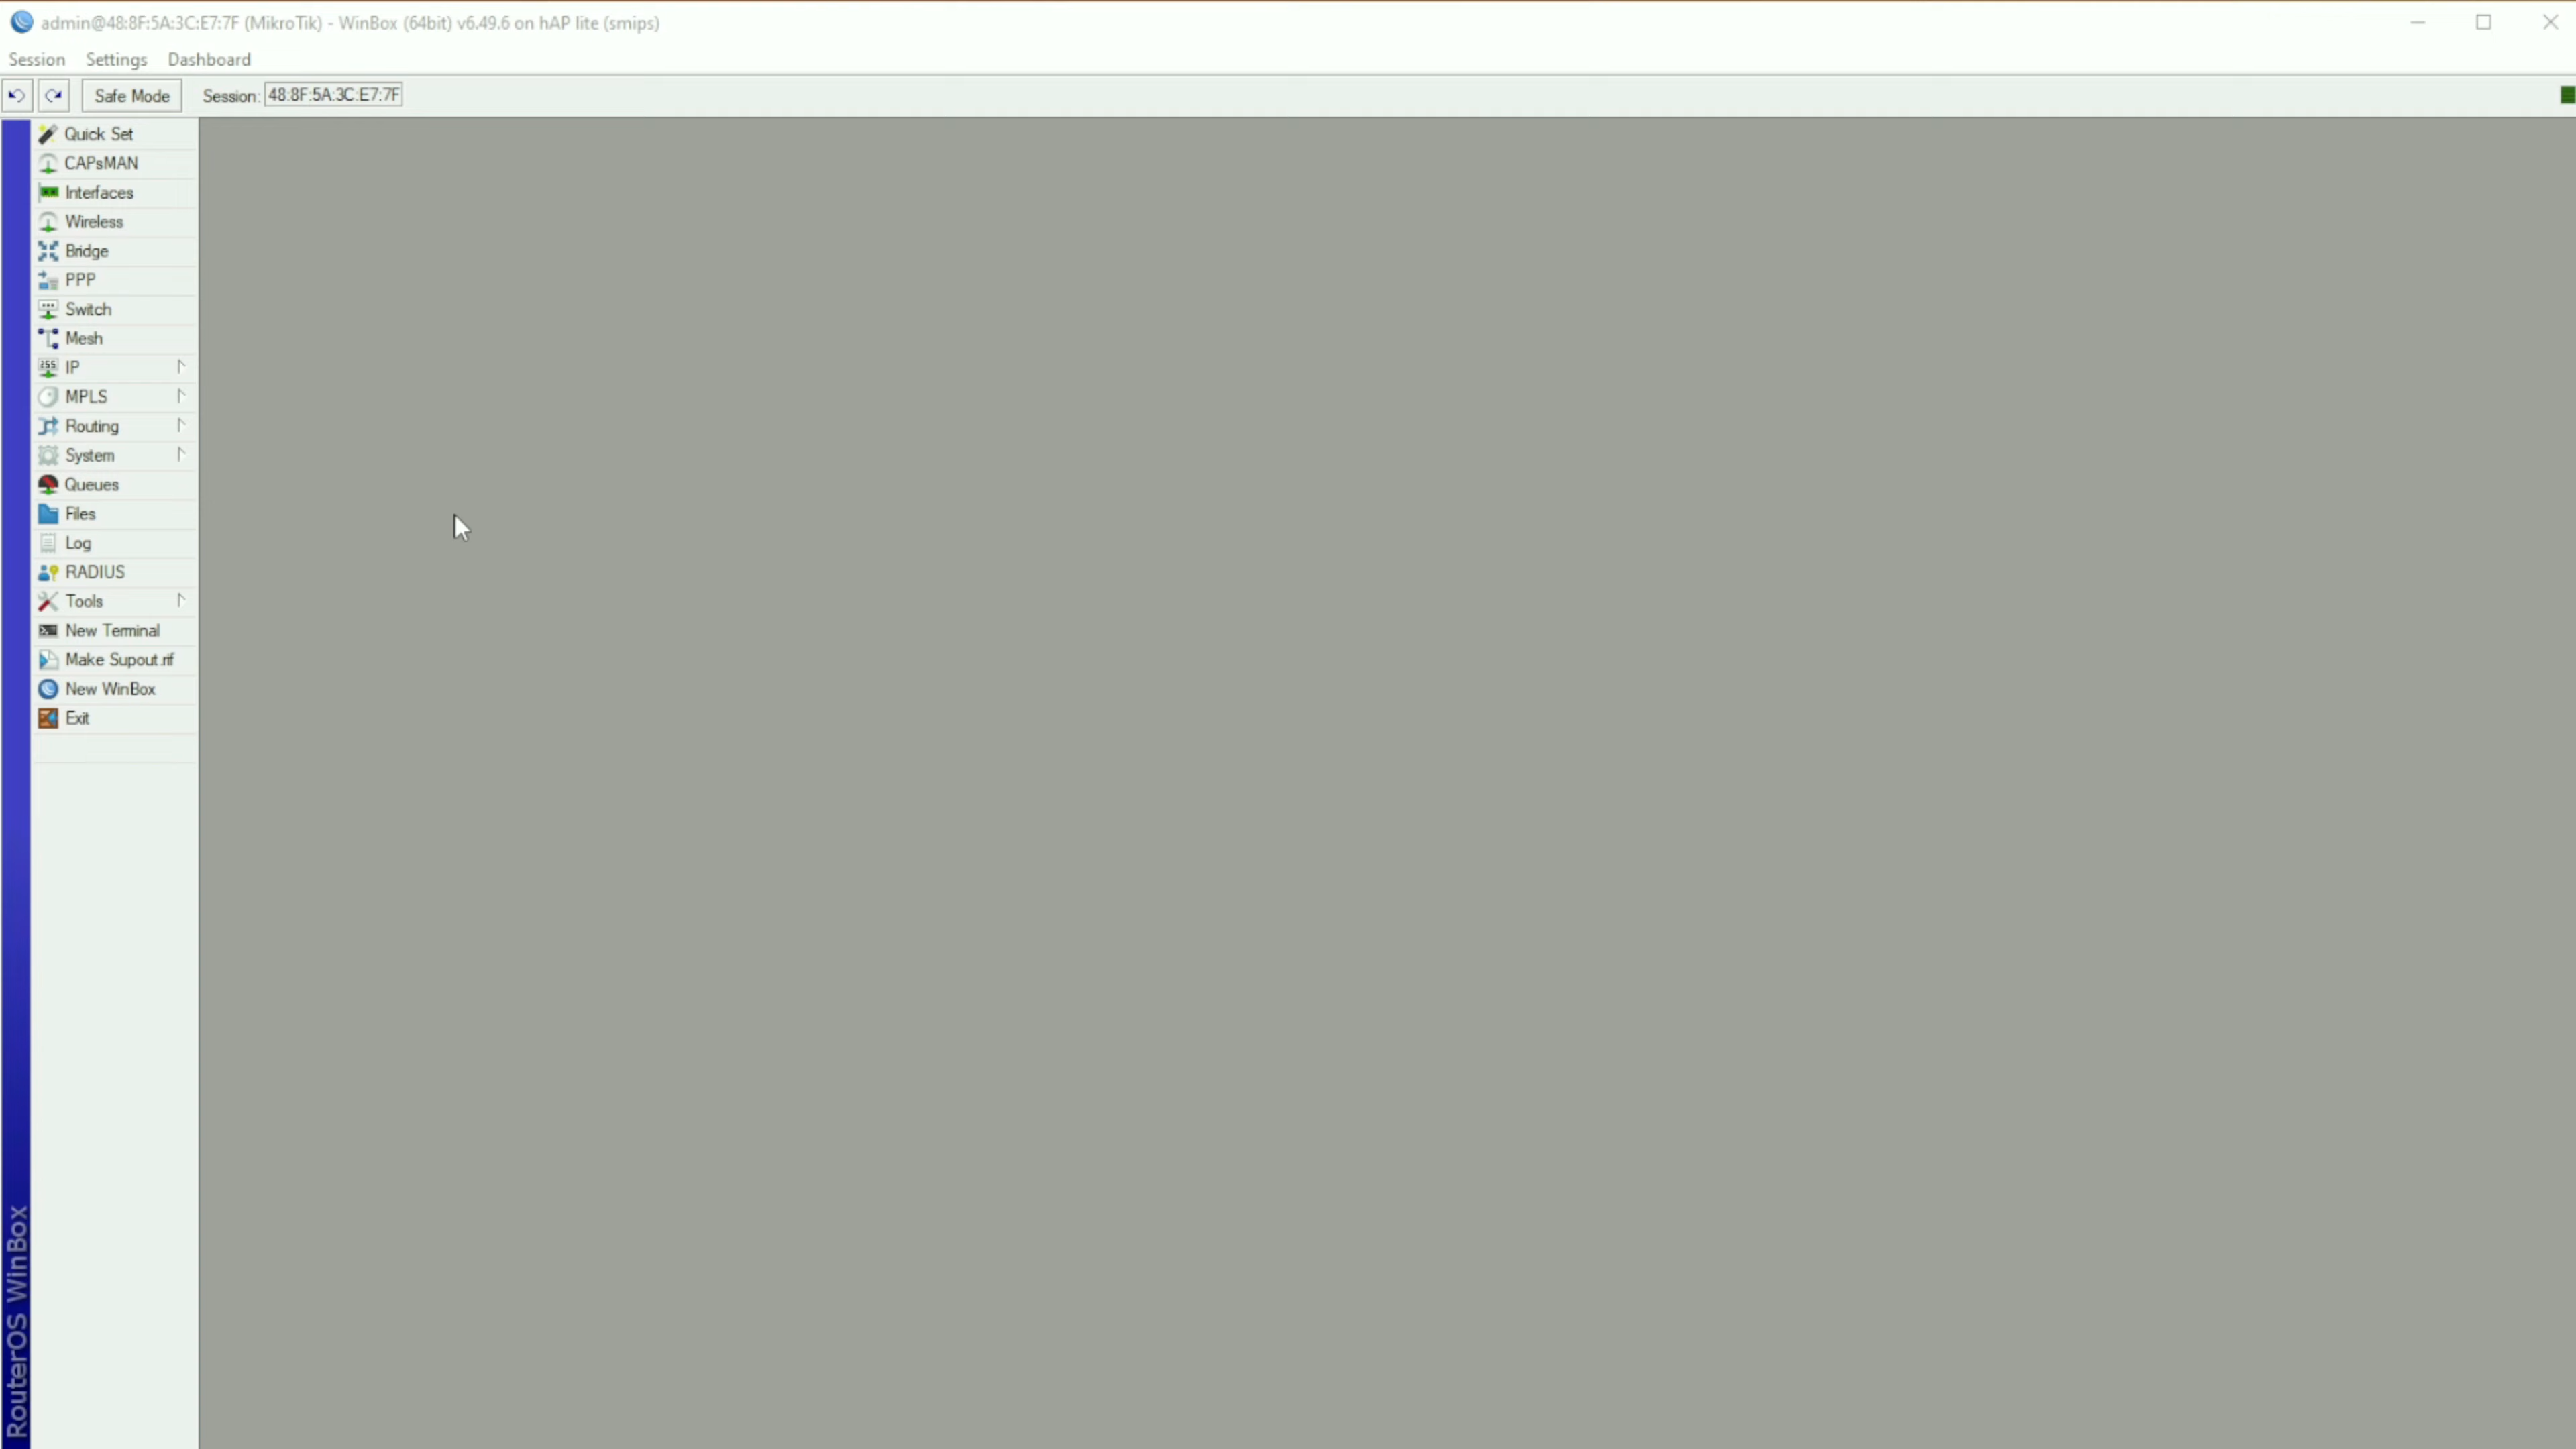 admin@48:8F:5A:3C:E7:7F (MikroTik) - WinBox (64bit) v6.49.6 on hAP lite (smips)
Session Settings Dashboard
Safe Mode Session: 48:8F:5A:3C:E7:7F
Quick Set
CAPsMAN
Interfaces
Wireless
Bridge
PPP
Switch
Mesh
255 IP
MPLS
Routing
System
Queues
Files
Log
RADIUS
Tools
New Terminal
Make Supout.rif
New WinBox
Exit
RouterOS WinBox